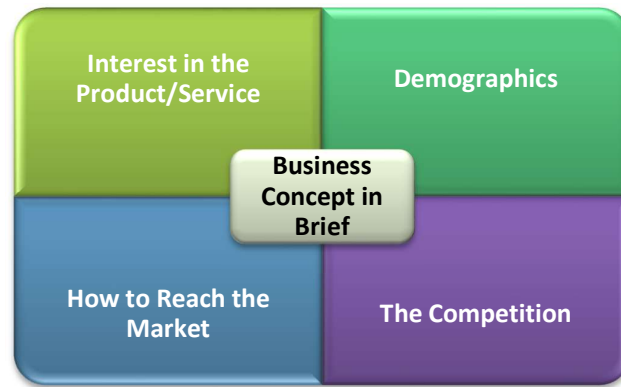 Interest in the
Product/Service
Demographics
Business
Concept in
Brief
How to Reach the
Market
The Competition